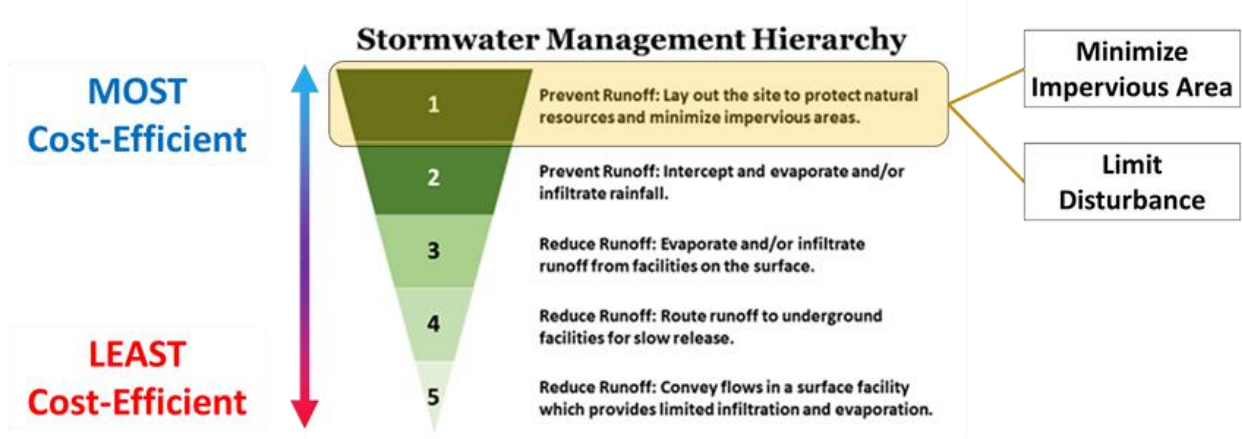 Stormwater Management Hierarchy
MOST
Cost-Efficient
LEAST
Cost-Efficient
1
Prevent Runoff: Lay out the site to protect natural
resources and minimize impervious areas.
2
Prevent Runoff: Intercept and evaporate and/or
infiltrate rainfall.
3
Reduce Runoff: Evaporate and/or infiltrate
runoff from facilities on the surface.
4
Reduce Runoff: Route runoff to underground
facilities for slow release.
5
Reduce Runoff: Convey flows in a surface facility
which provides limited infiltration and evaporation.
Minimize
Impervious Area
Limit
Disturbance